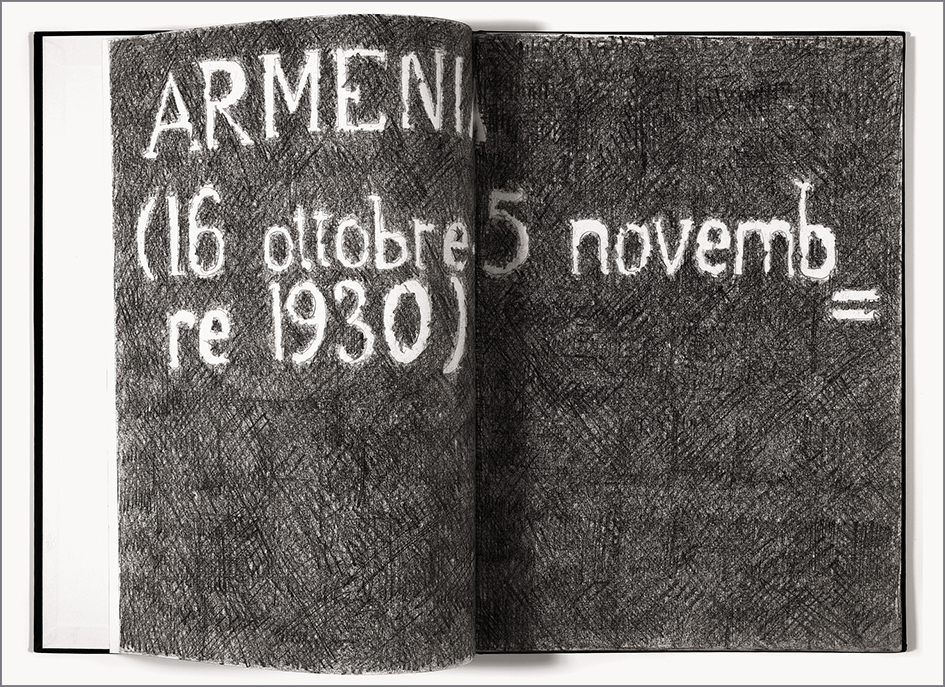 ARMENIA
(16 ottobre 5 novemb=
re 1930)